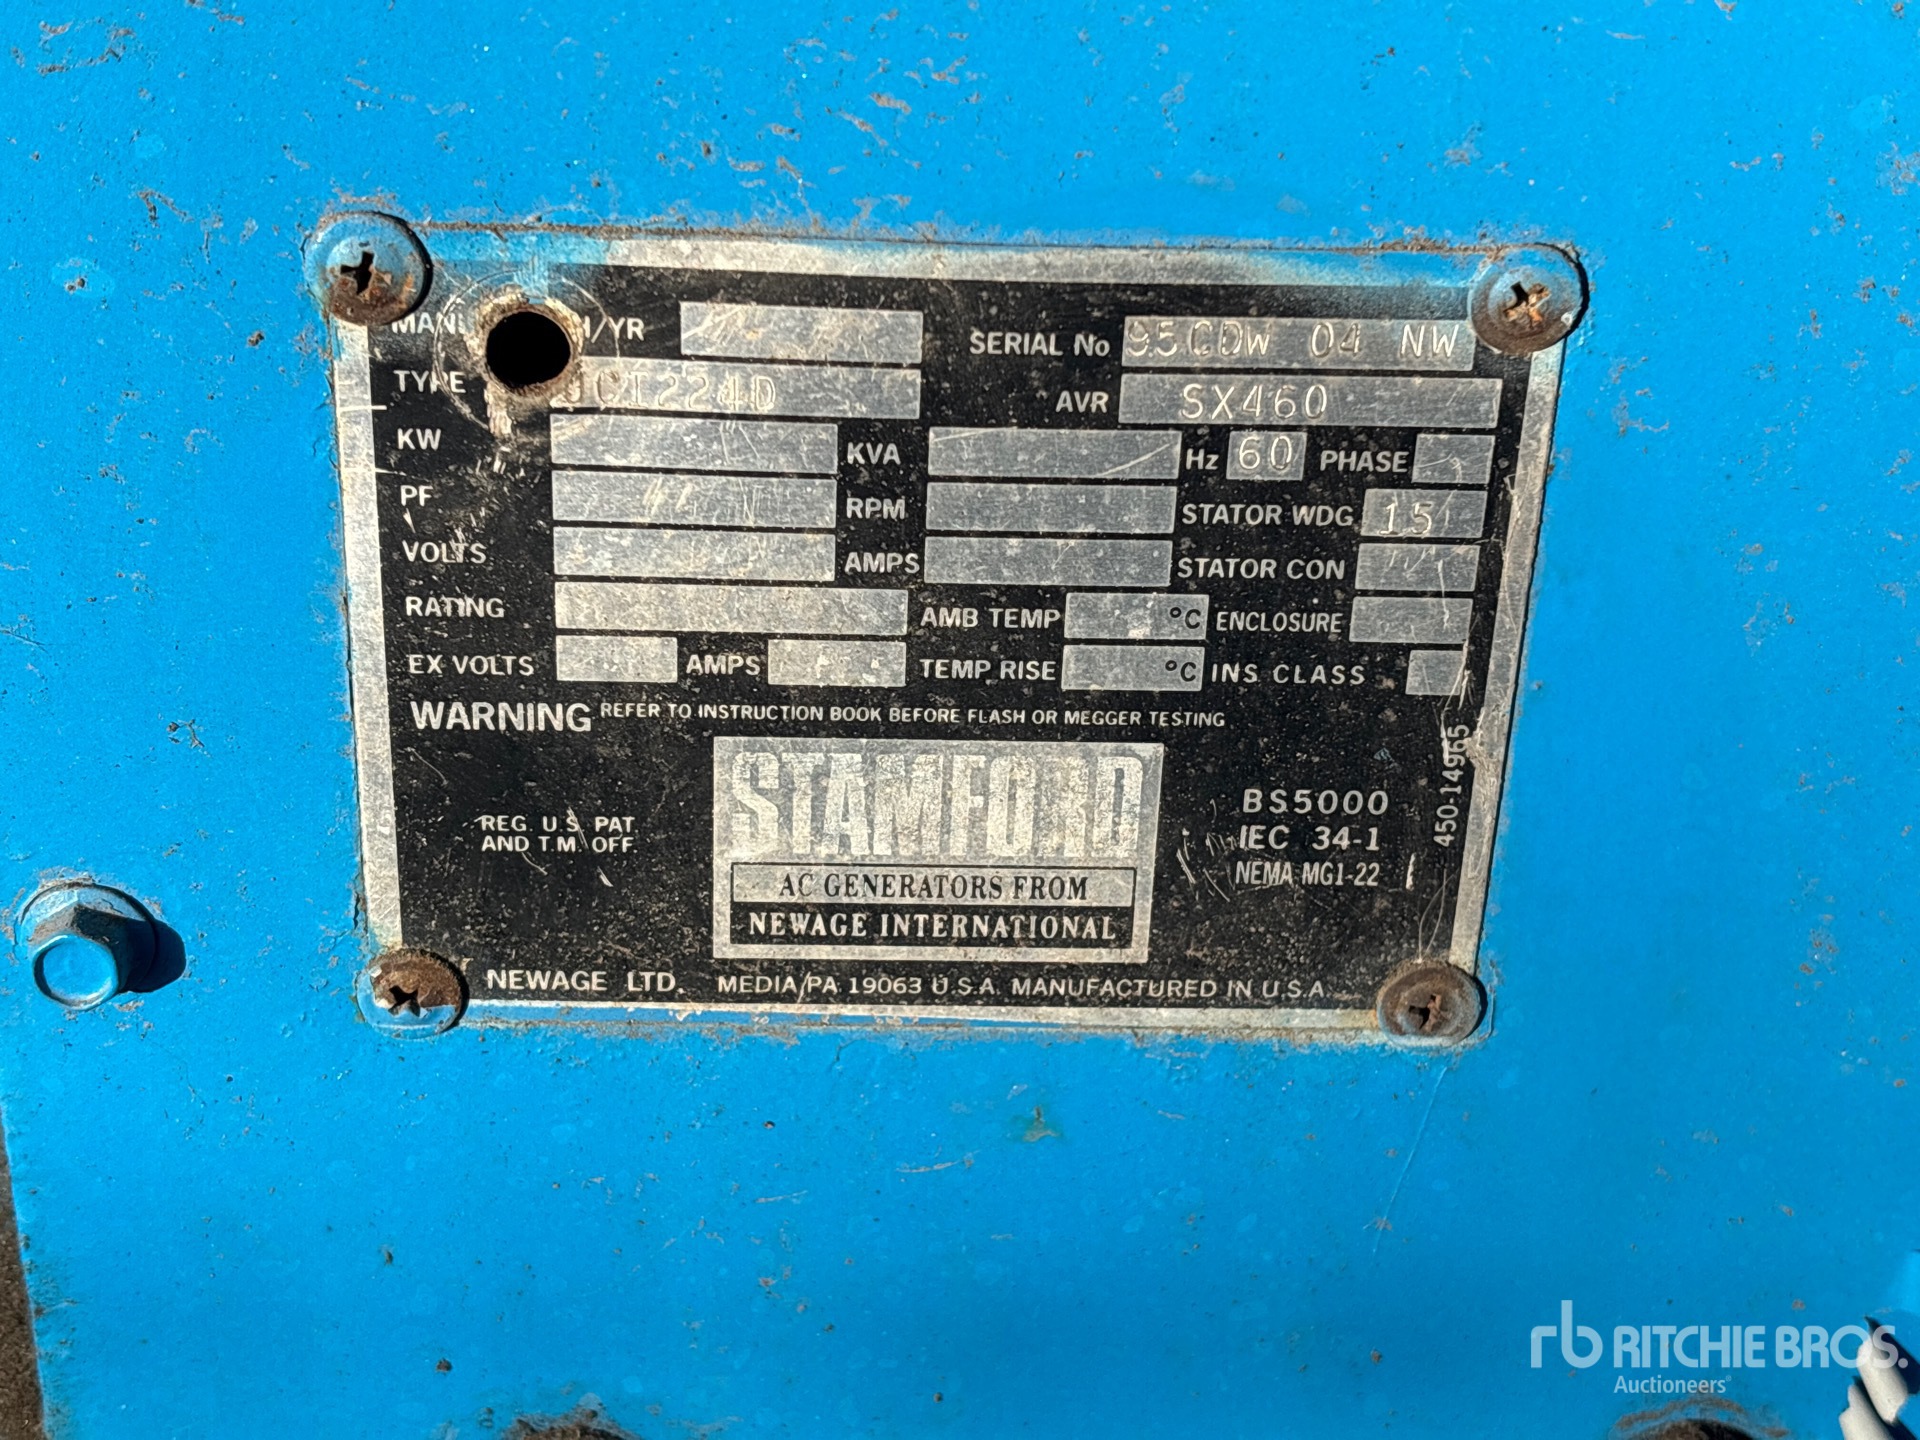 /YR SERIAL No 95CDW 04 NW
TYPE CI224D AVR SX460
KW KVA Hz 60 PHASE
PF RPM STATOR WDG 15
VOLTS AMPS STATOR CON
RATING AMB TEMP °C ENCLOSURE
EX VOLTS AMPS TEMP RISE °C INS CLASS
WARNING REFER TO INSTRUCTION BOOK BEFORE FLASH OR MEGGER TESTING
450-14965
REG. U.S. PAT
AND T.M. OFF.
STAMFORD
AC GENERATORS FROM
NEWAGE INTERNATIONAL
BS5000
IEC 34-1
NEMA MG1-22
NEWAGE LTD. MEDIA, PA 19063 U.S.A. MANUFACTURED IN U.S.A.
rb RITCHIE BROS.
Auctioneers